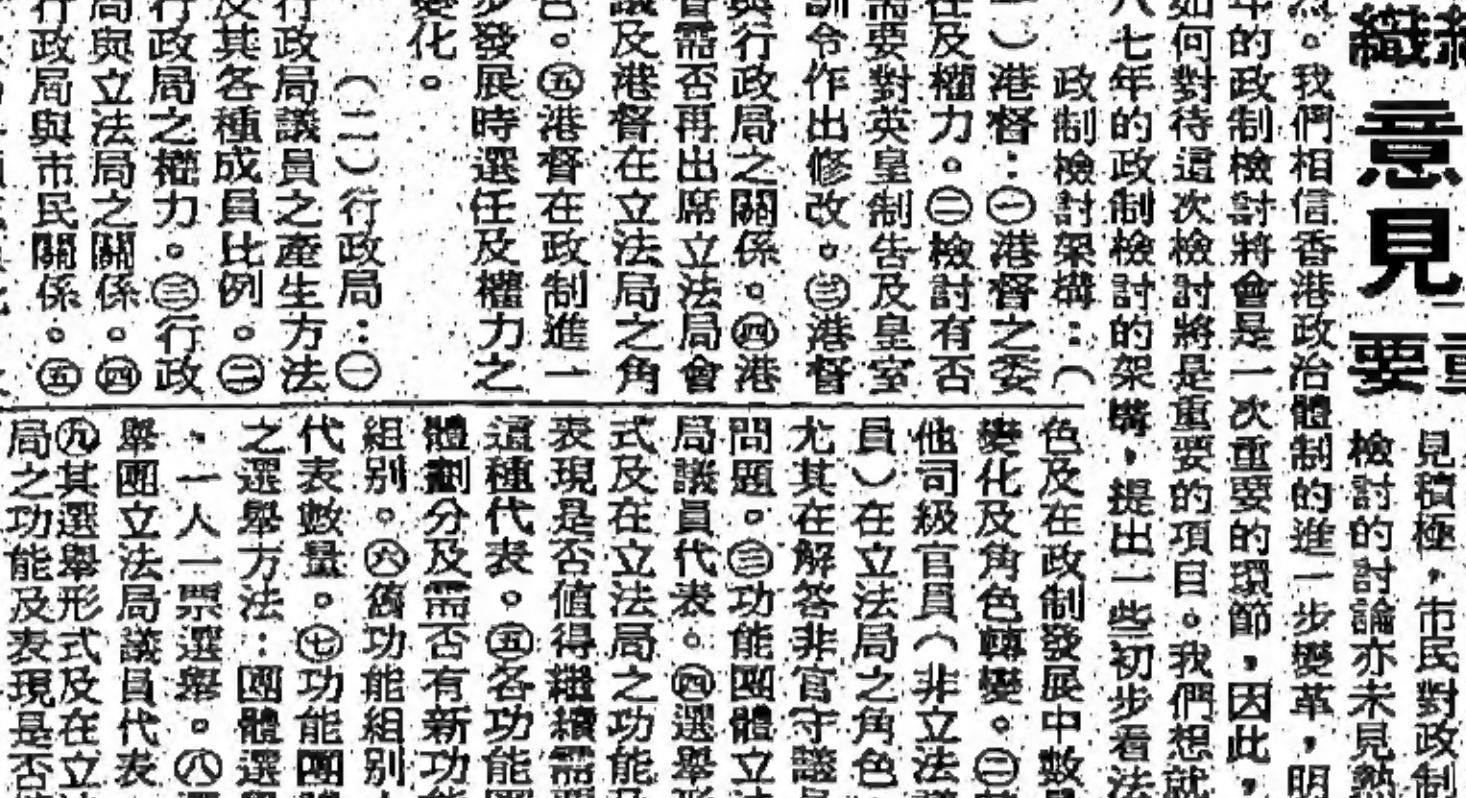 織
意見
重要
見積極，市民對政制
檢討的討論亦未見熱
烈。我們相信香港政治體制的進一步變革，明
年的政制檢討將會是一次重要的環節，因此，
如何對待這次檢討將是重要的項目。我們想就
八七年的政制檢討的架構，提出一些初步看法
政制檢討架構：（
一）港督：㊀港督之委
任及權力。㊁檢討有否
需要對英皇制告及皇室
訓令作出修改。㊂港督
與行政局之關係。㊃港
督需否再出席立法局會
議及港督在立法局之角
色。㊄港督在政制進一
步發展時選任及權力之
變化。
（二）行政局：㊀
行政局議員之產生方法
及其各種成員比例。㊁
行政局之權力。㊂行政
局與立法局之關係。㊃
行政局與市民關係。㊄
色及在政制發展中數
變化及角色轉變。㊁
他司級官員（非立法
員）在立法局之角色
尤其在解答非官守議
問題。㊂功能團體立
局議員代表。㊃選舉形
式及在立法局之功能
表現是否值得繼續需
這種代表。㊄各功能
體劃分及需否有新功
組別。㊅舊功能組別
代表數量。㊆功能團
之選舉方法：團體選
，一人一票選舉。㊇
舉團立法局議員代表
㊈其選舉形式及在立
局之功能及表現是否